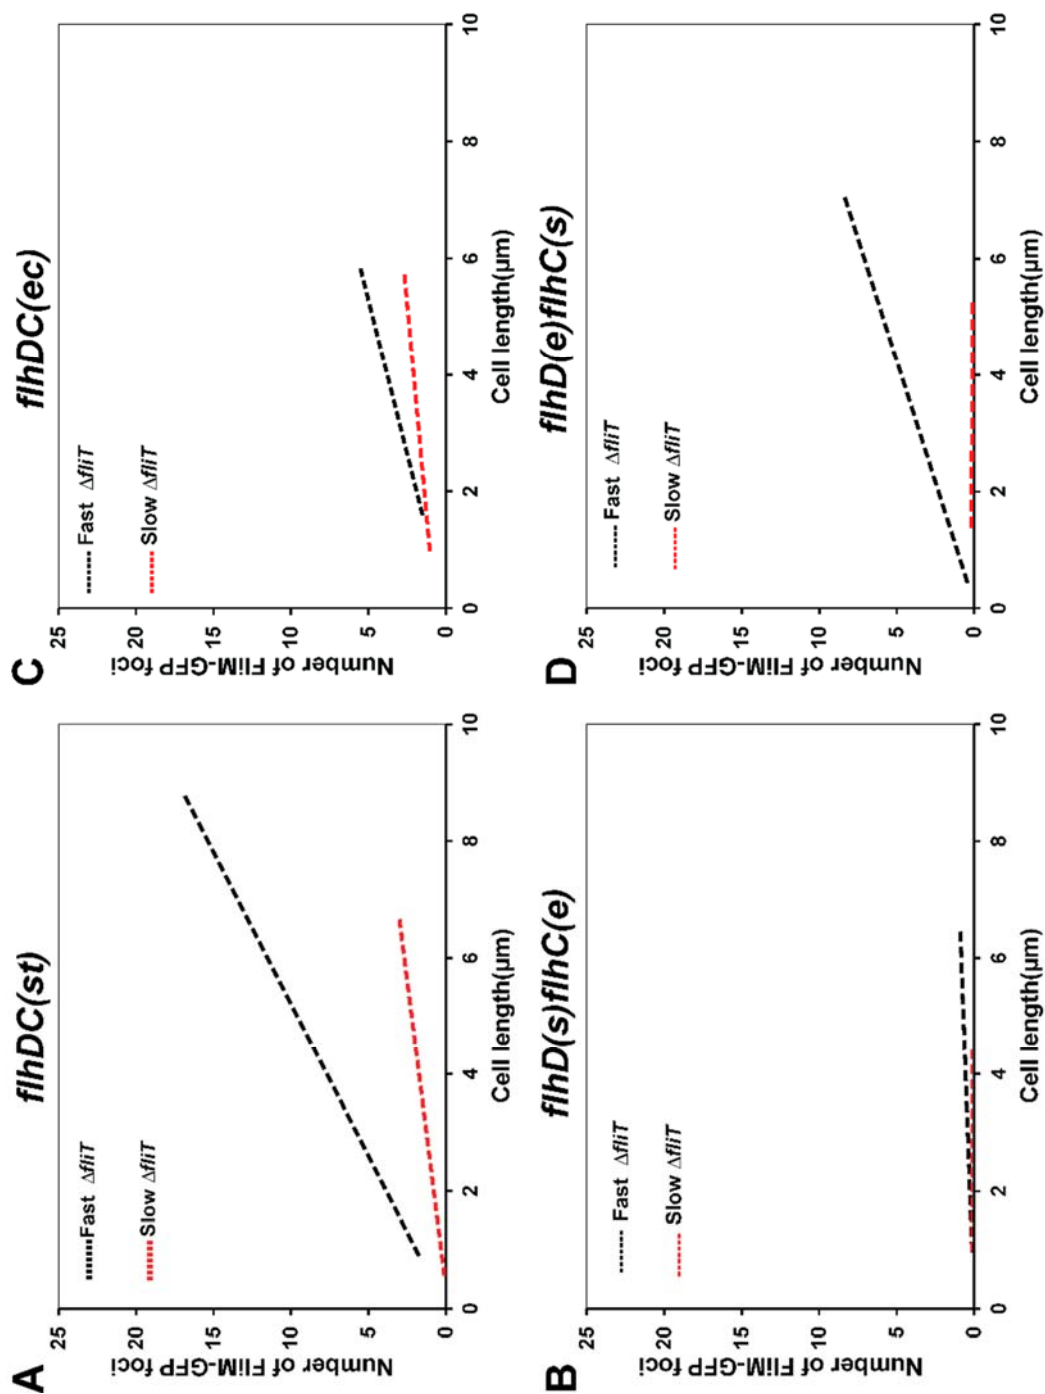 A
flhDC(st)
Number of FliM-GFP foci
25
20
15
10
5
0
Fast ΔfliT
Slow ΔfliT
0 2 4 6 8 10
Cell length(µm)
C
flhDC(ec)
Number of FliM-GFP foci
25
20
15
10
5
0
Fast ΔfliT
Slow ΔfliT
0 2 4 6 8 10
Cell length(µm)
B
flhD(s)flhC(e)
Number of FliM-GFP foci
25
20
15
10
5
0
Fast ΔfliT
Slow ΔfliT
0 2 4 6 8 10
Cell length(µm)
D
flhD(e)flhC(s)
Number of FliM-GFP foci
25
20
15
10
5
0
Fast ΔfliT
Slow ΔfliT
0 2 4 6 8 10
Cell length(µm)